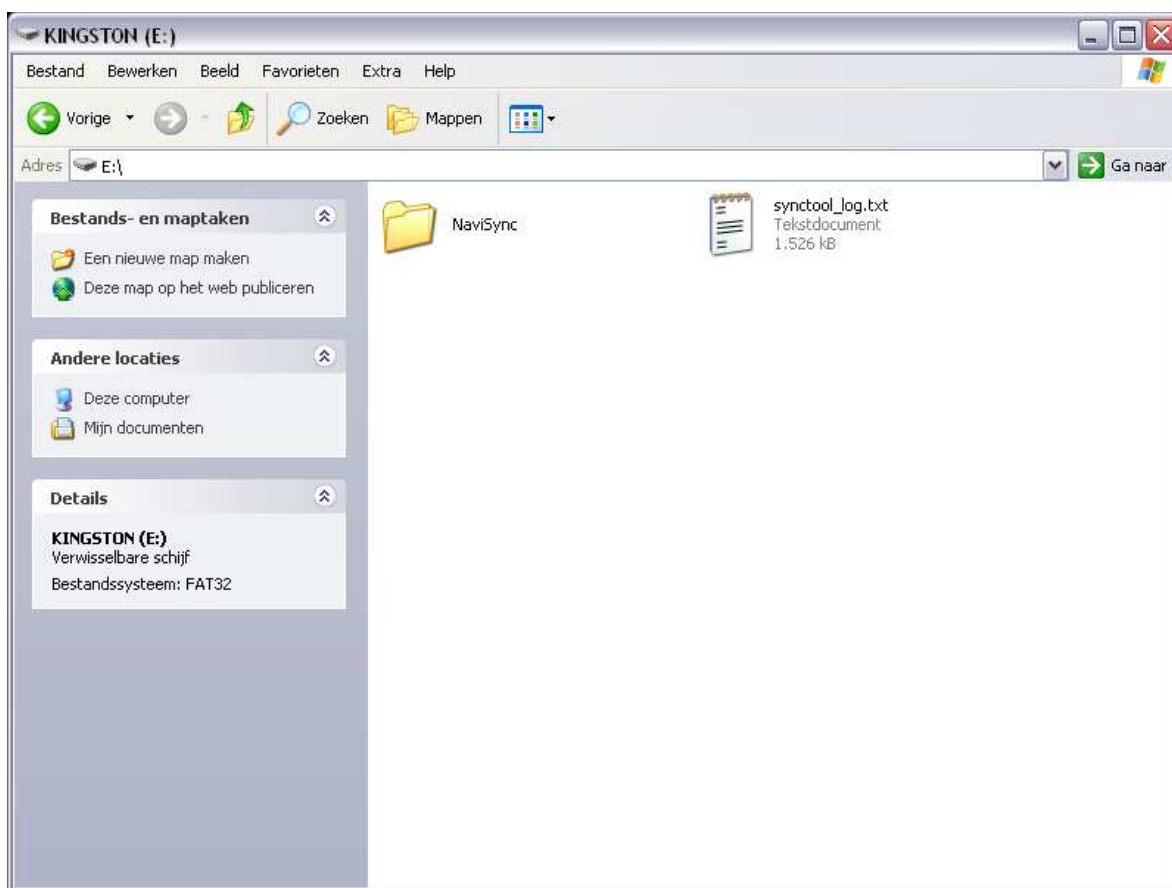 KINGSTON (E:)
Bestand Bewerken Beeld Favorieten Extra Help
Vorige Zoeken Mappen
Adres E:\ Ga naar
Bestands- en maptaken
Een nieuwe map maken
Deze map op het web publiceren
Andere locaties
Deze computer
Mijn documenten
Details
KINGSTON (E:)
Verwisselbare schijf
Bestandssysteem: FAT32
NaviSync
synctool_log.txt
Tekstdocument
1.526 kB